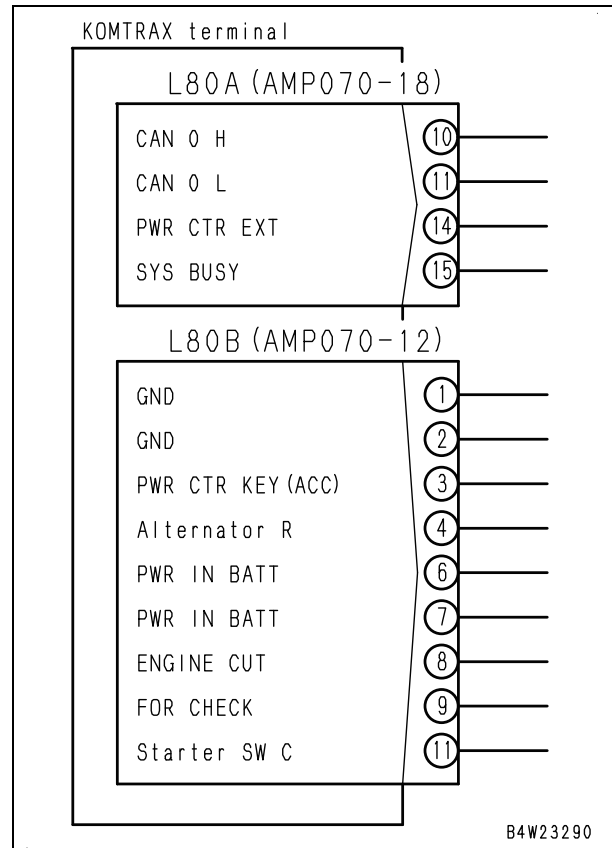 KOMTRAX terminal
L80A(AMP070-18)
CAN 0 H 10
CAN 0 L 11
PWR CTR EXT 14
SYS BUSY 15
L80B(AMP070-12)
GND 1
GND 2
PWR CTR KEY(ACC) 3
Alternator R 4
PWR IN BATT 6
PWR IN BATT 7
ENGINE CUT 8
FOR CHECK 9
Starter SW C 11
B4W23290